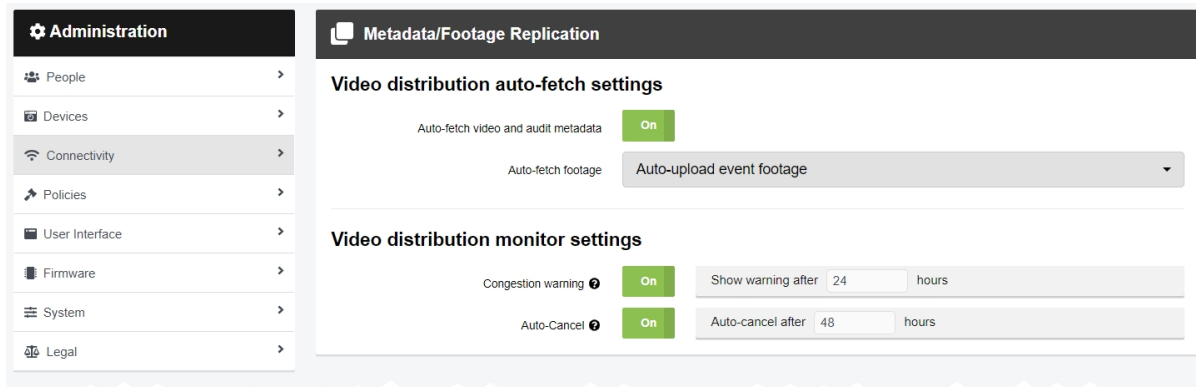 Administration
People
Devices
Connectivity
Policies
User Interface
Firmware
System
Legal
Metadata/Footage Replication
Video distribution auto-fetch settings
Auto-fetch video and audit metadata On
Auto-fetch footage Auto-upload event footage
Video distribution monitor settings
Congestion warning ? On Show warning after 24 hours
Auto-Cancel ? On Auto-cancel after 48 hours